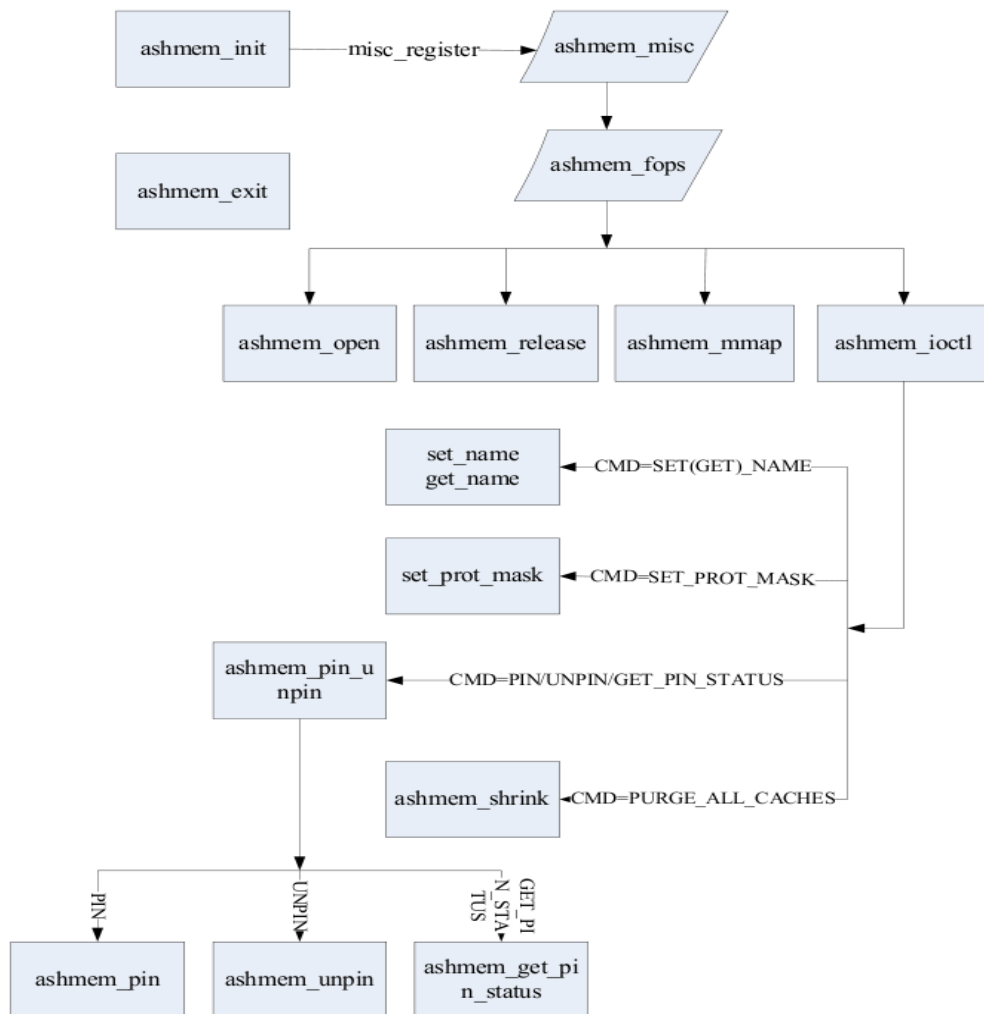 ashmem_init
misc_register
ashmem_misc
ashmem_exit
ashmem_fops
ashmem_open
ashmem_release
ashmem_mmap
ashmem_ioctl
set_name
get_name
CMD=SET(GET)_NAME
set_prot_mask
CMD=SET_PROT_MASK
ashmem_pin_u
npin
CMD=PIN/UNPIN/GET_PIN_STATUS
ashmem_shrink
CMD=PURGE_ALL_CACHES
PIN
UNPIN
GET_PI
N_STA
TUS
ashmem_pin
ashmem_unpin
ashmem_get_pi
n_status